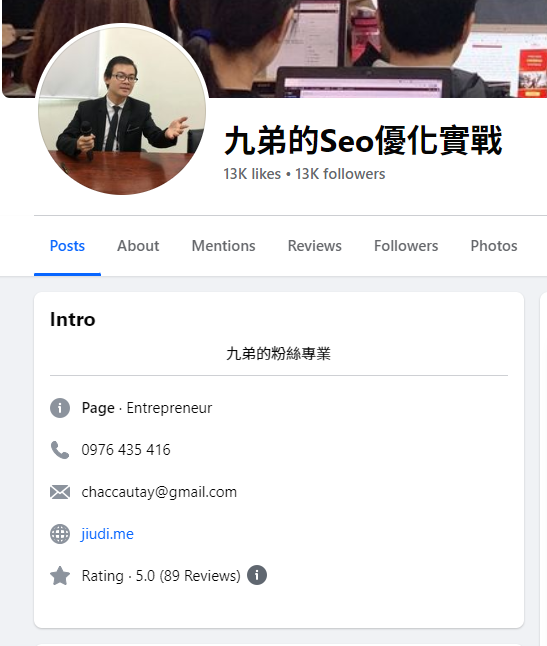 九弟的Seo優化實戰
13K likes • 13K followers
Posts About Mentions Reviews Followers Photos
Intro
九弟的粉絲專業
Page · Entrepreneur
0976 435 416
chaccautay@gmail.com
jiudi.me
Rating · 5.0 (89 Reviews)